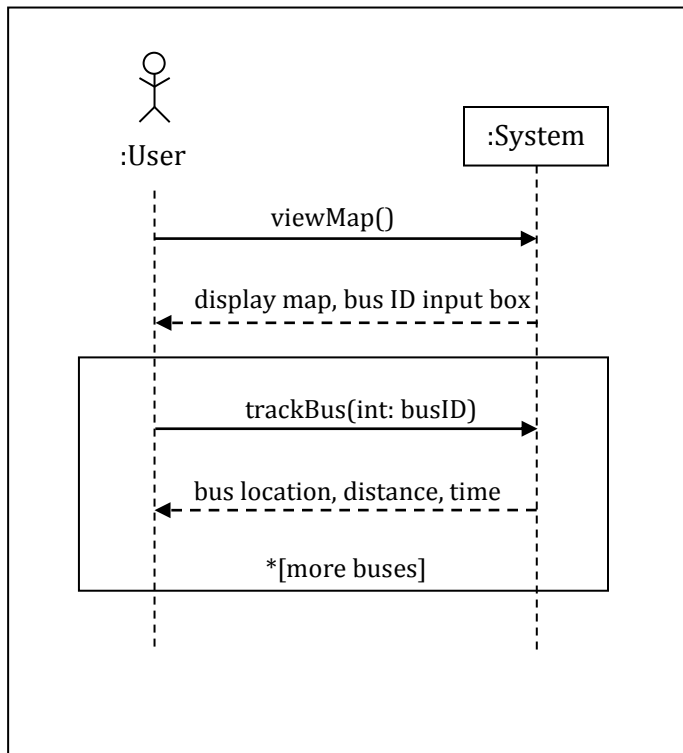 :User
:System
viewMap()
display map, bus ID input box
trackBus(int: busID)
bus location, distance, time
*[more buses]